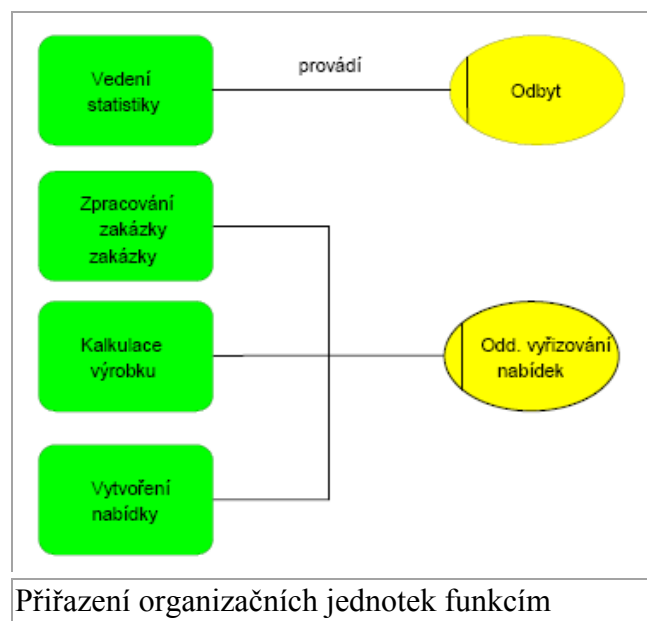 Vedení
statistiky
provádí
Odbyt
Zpracování
zakázky
zakázky
Kalkulace
výrobku
Odd. vyřizování
nabídek
Vytvoření
nabídky
Přiřazení organizačních jednotek funkcím